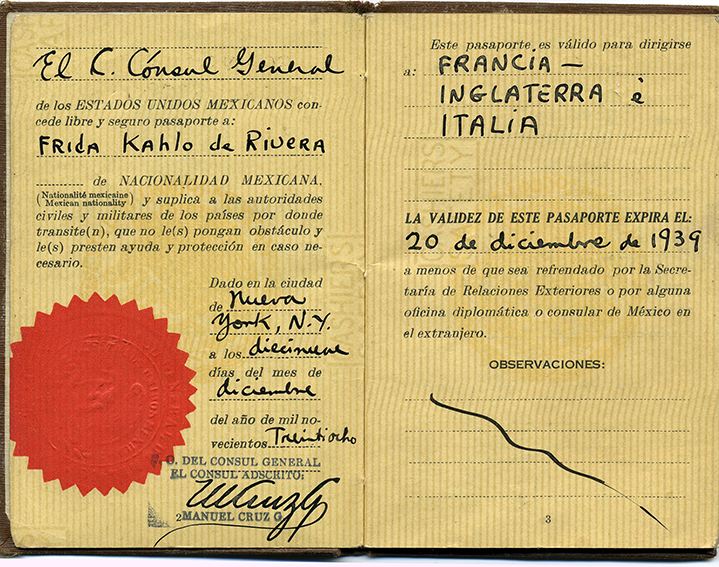 El C. Cónsul General
de los ESTADOS UNIDOS MEXICANOS con-
cede libre y seguro pasaporte a:
FRIDA KAHLO de RIVERA
de NACIONALIDAD MEXICANA,
(Nationalité mexicaine
Mexican nationality) y suplica a las autoridades
civiles y militares de los países por donde
transite(n), que no le(s) pongan obstáculo y
le(s) presten ayuda y protección en caso ne-
cesario.
Dado en la ciudad
de Nueva
York, N.Y.
a los diecinueve
días del mes de
diciembre
del año de mil no-
vecientos Treintiocho
P. O. DEL CONSUL GENERAL
EL CONSUL ADSCRITO:
MANUEL CRUZ G.
2
Este pasaporte es válido para dirigirse
a: FRANCIA —
INGLATERRA é
ITALIA
LA VALIDEZ DE ESTE PASAPORTE EXPIRA EL:
20 de diciembre de 1939
a menos de que sea refrendado por la Secre-
taría de Relaciones Exteriores o por alguna
oficina diplomática o consular de México en
el extranjero.
OBSERVACIONES:
3